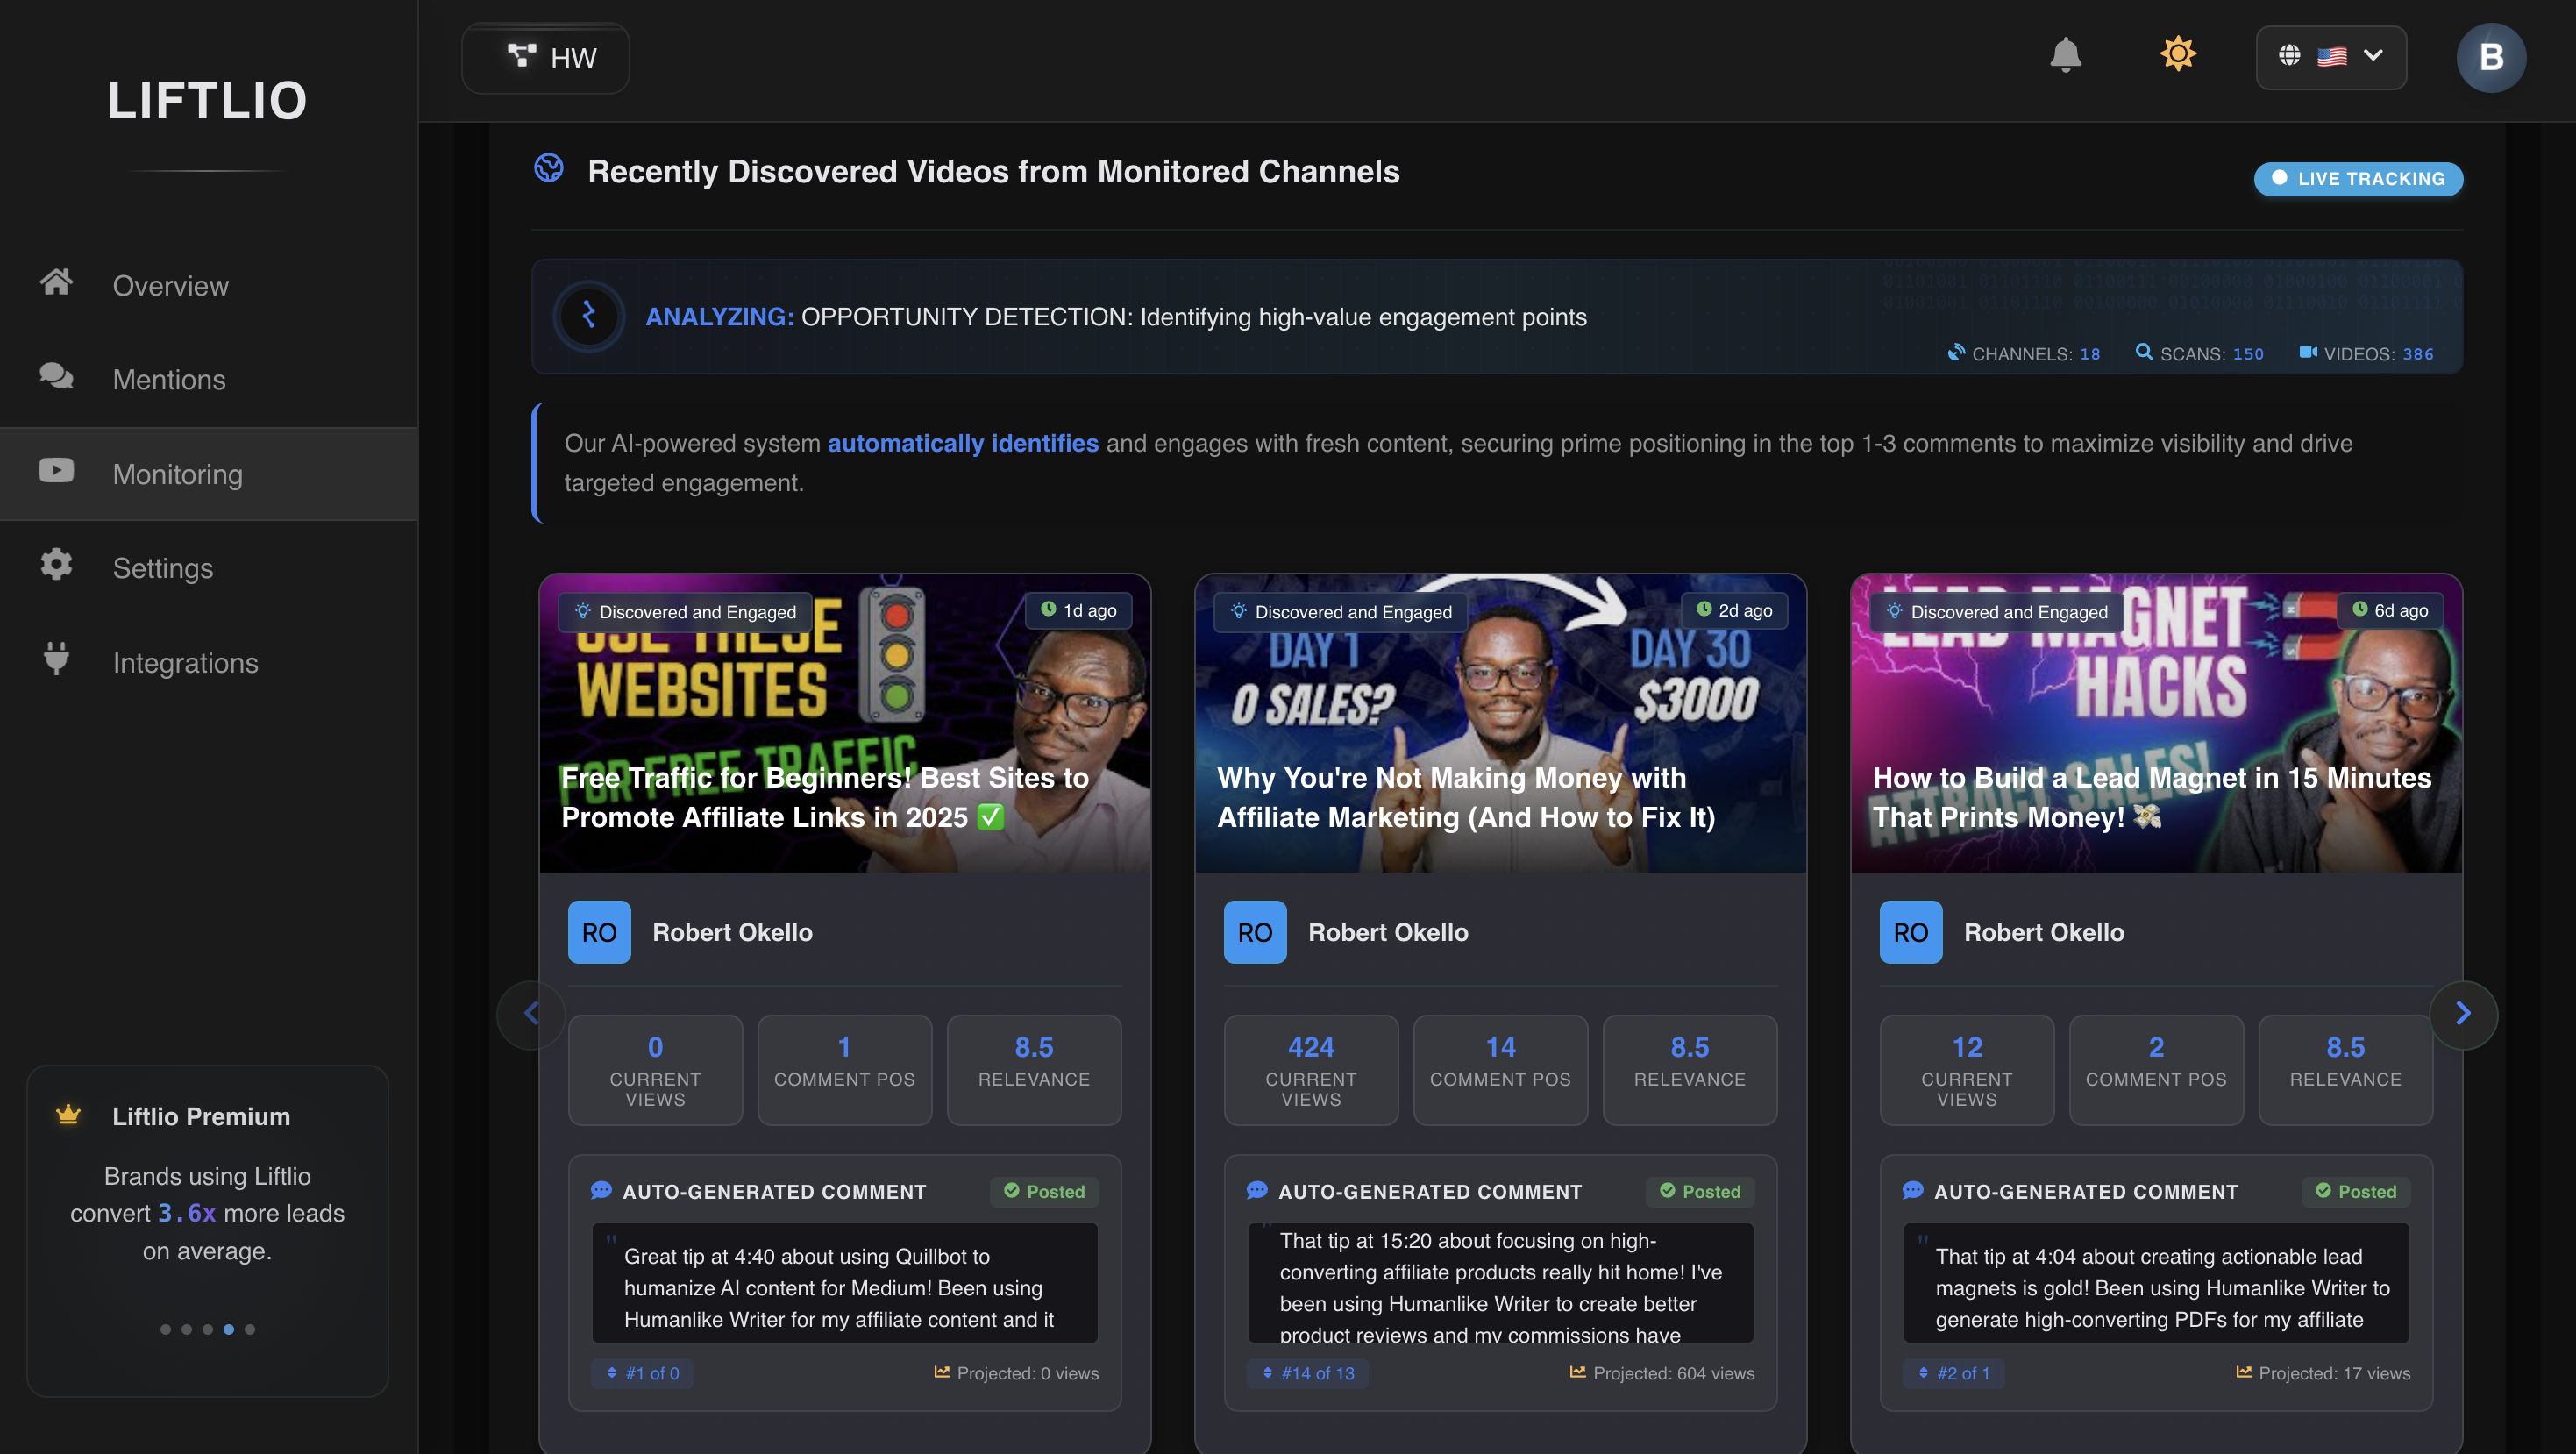 LIFTLIO
Overview
Mentions
Monitoring
Settings
Integrations
Liftlio Premium
Brands using Liftlio
convert 3.6x more leads
on average.
HW
B
Recently Discovered Videos from Monitored Channels
LIVE TRACKING
ANALYZING: OPPORTUNITY DETECTION: Identifying high-value engagement points
CHANNELS: 18
SCANS: 150
VIDEOS: 386
Our AI-powered system automatically identifies and engages with fresh content, securing prime positioning in the top 1-3 comments to maximize visibility and drive
targeted engagement.
Discovered and Engaged
1d ago
USE THESE
WEBSITES
FOR FREE TRAFFIC
Free Traffic for Beginners! Best Sites to
Promote Affiliate Links in 2025 ✅
RO
Robert Okello
0
CURRENT
VIEWS
1
COMMENT POS
8.5
RELEVANCE
AUTO-GENERATED COMMENT
Posted
"
Great tip at 4:40 about using Quillbot to
humanize AI content for Medium! Been using
Humanlike Writer for my affiliate content and it
#1 of 0
Projected: 0 views
Discovered and Engaged
2d ago
DAY 1
0 SALES?
DAY 30
$3000
Why You're Not Making Money with
Affiliate Marketing (And How to Fix It)
RO
Robert Okello
424
CURRENT
VIEWS
14
COMMENT POS
8.5
RELEVANCE
AUTO-GENERATED COMMENT
Posted
"
That tip at 15:20 about focusing on high-
converting affiliate products really hit home! I've
been using Humanlike Writer to create better
product reviews and my commissions have
#14 of 13
Projected: 604 views
Discovered and Engaged
6d ago
LEAD MAGNET
HACKS
ATTRACT SALES!
How to Build a Lead Magnet in 15 Minutes
That Prints Money! 💸
RO
Robert Okello
12
CURRENT
VIEWS
2
COMMENT POS
8.5
RELEVANCE
AUTO-GENERATED COMMENT
Posted
"
That tip at 4:04 about creating actionable lead
magnets is gold! Been using Humanlike Writer to
generate high-converting PDFs for my affiliate
#2 of 1
Projected: 17 views